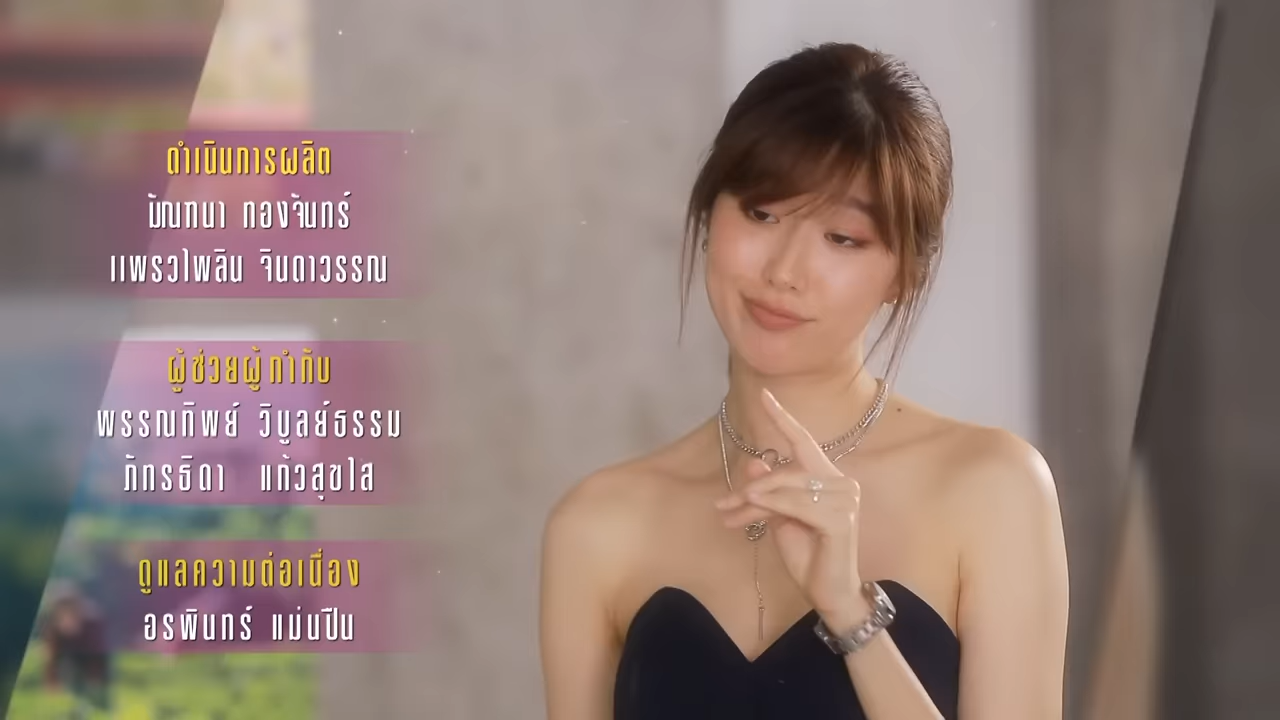 ดำเนินการผลิต
มัณฑนา ทองจันทร์
แพรวไพลิน จินดาวรรณ
ผู้ช่วยผู้กำกับ
พรรณทิพย์ วิบูลย์ธรรม
ภัทรธิดา แก้วสุขใส
ดูแลความต่อเนื่อง
อรพินทร์ แม่นปืน